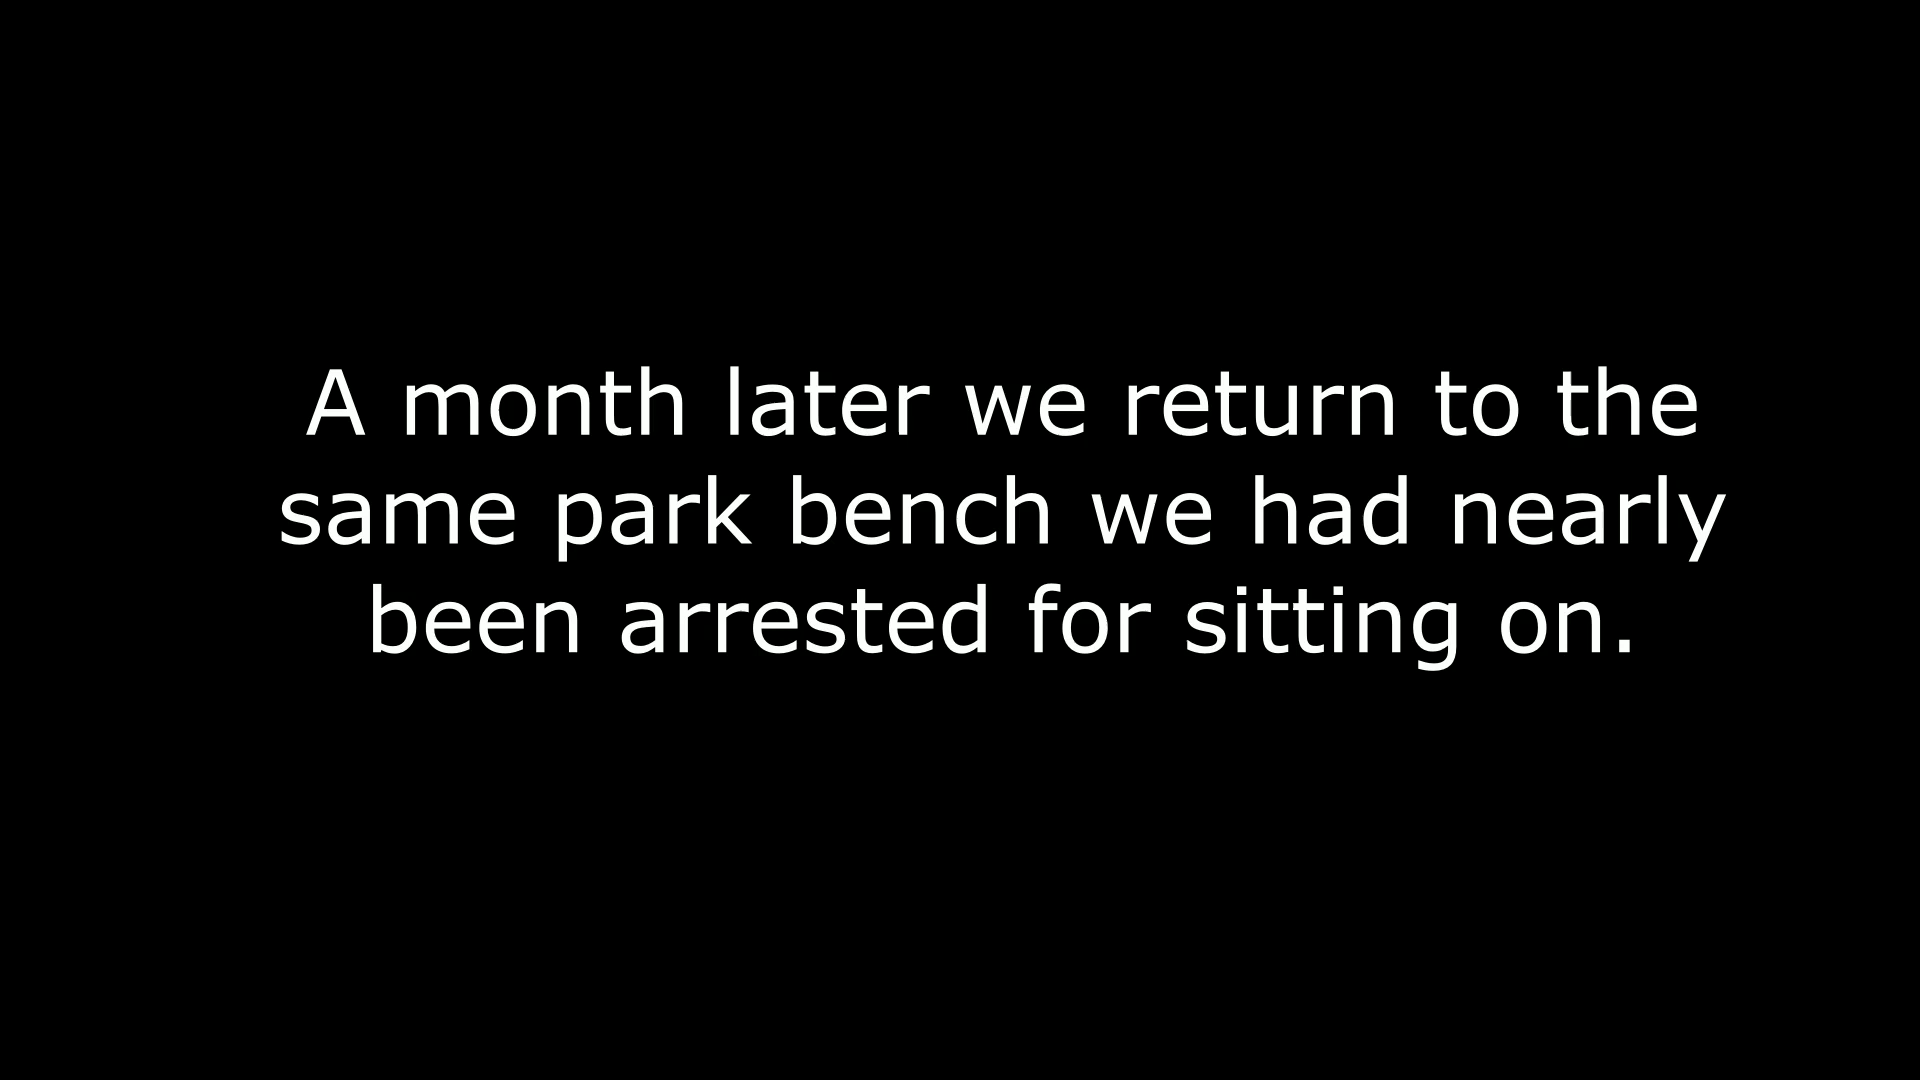 A month later we return to the
same park bench we had nearly
been arrested for sitting on.